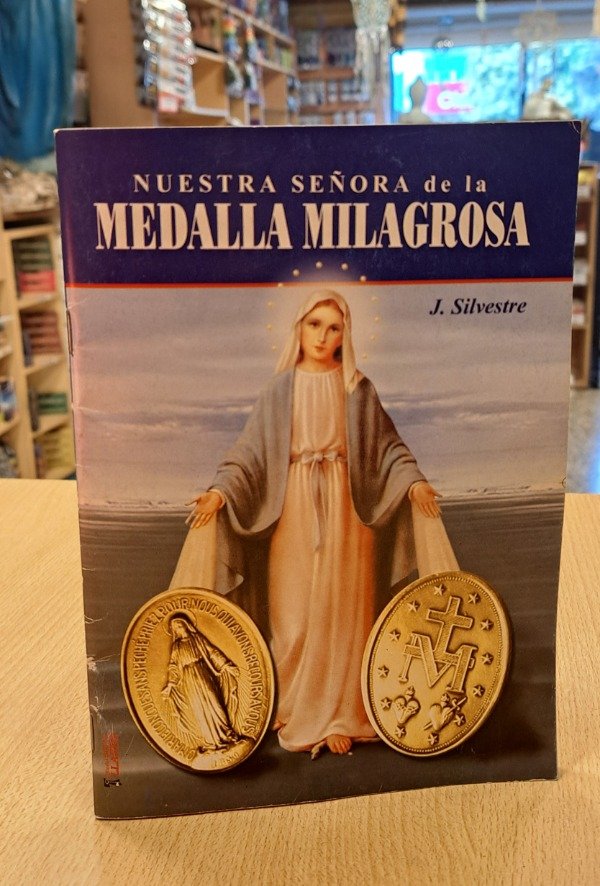 NUESTRA SEÑORA de la
MEDALLA MILAGROSA
J. Silvestre